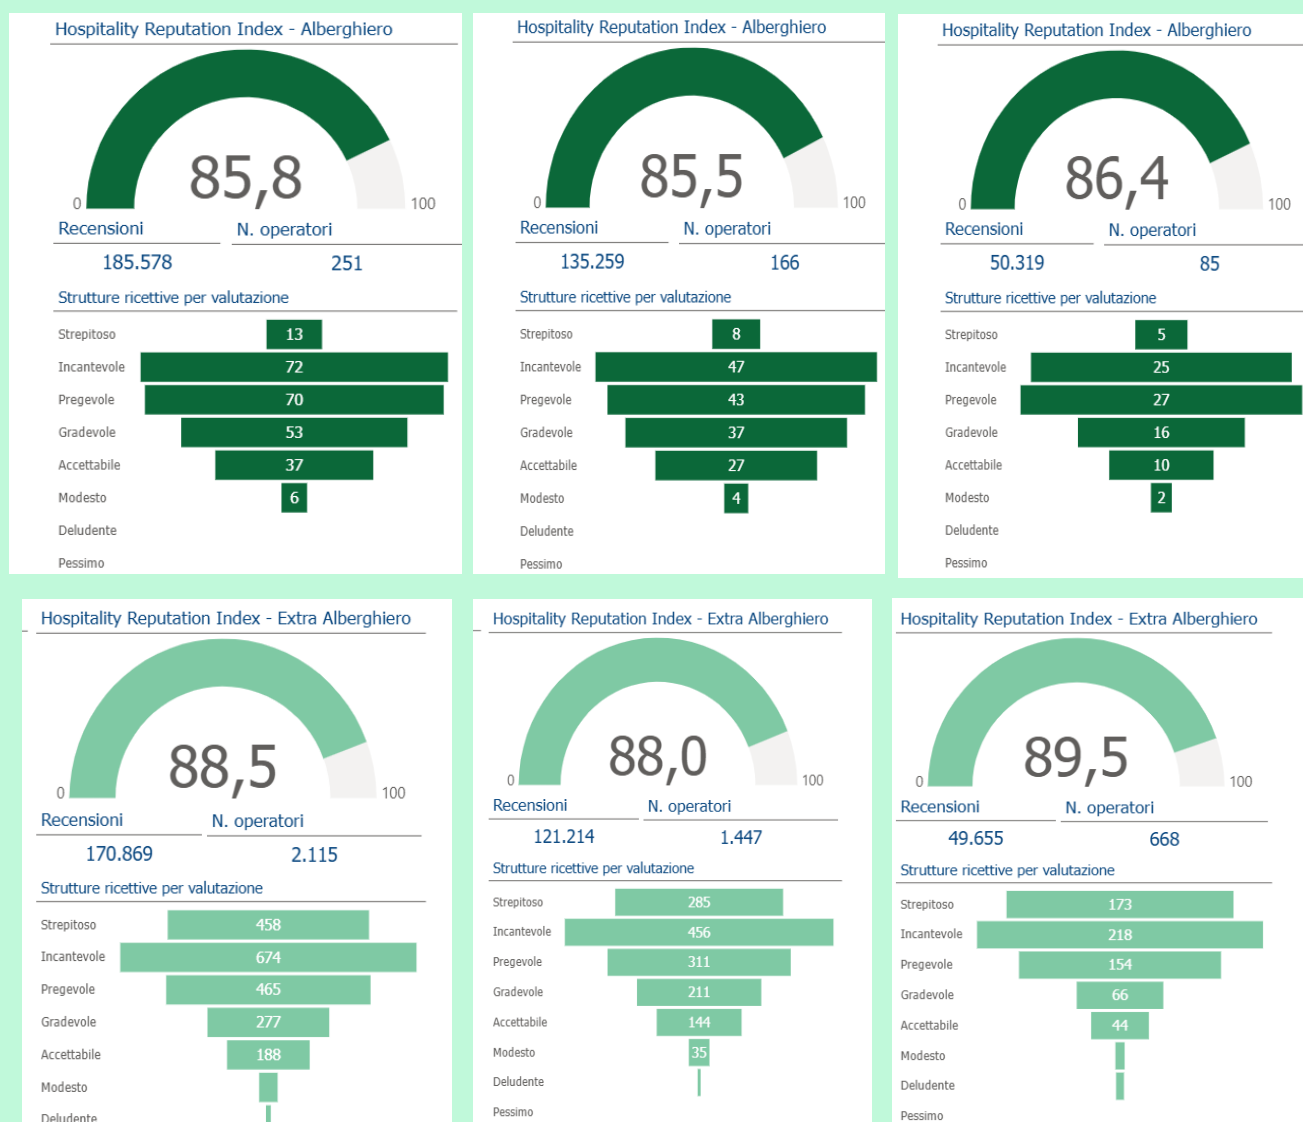 Hospitality Reputation Index - Alberghiero
85,8
0
100
Recensioni
N. operatori
185.578
251
Strutture ricettive per valutazione
Strepitoso
13
Incantevole
72
Pregevole
70
Gradevole
53
Accettabile
37
Modesto
6
Deludente
Pessimo
Hospitality Reputation Index - Alberghiero
85,5
0
100
Recensioni
N. operatori
135.259
166
Strutture ricettive per valutazione
Strepitoso
8
Incantevole
47
Pregevole
43
Gradevole
37
Accettabile
27
Modesto
4
Deludente
Pessimo
Hospitality Reputation Index - Alberghiero
86,4
0
100
Recensioni
N. operatori
50.319
85
Strutture ricettive per valutazione
Strepitoso
5
Incantevole
25
Pregevole
27
Gradevole
16
Accettabile
10
Modesto
2
Deludente
Pessimo
Hospitality Reputation Index - Extra Alberghiero
88,5
0
100
Recensioni
N. operatori
170.869
2.115
Strutture ricettive per valutazione
Strepitoso
458
Incantevole
674
Pregevole
465
Gradevole
277
Accettabile
188
Modesto
Deludente
Hospitality Reputation Index - Extra Alberghiero
88,0
0
100
Recensioni
N. operatori
121.214
1.447
Strutture ricettive per valutazione
Strepitoso
285
Incantevole
456
Pregevole
311
Gradevole
211
Accettabile
144
Modesto
35
Deludente
Pessimo
Hospitality Reputation Index - Extra Alberghiero
89,5
0
100
Recensioni
N. operatori
49.655
668
Strutture ricettive per valutazione
Strepitoso
173
Incantevole
218
Pregevole
154
Gradevole
66
Accettabile
44
Modesto
Deludente
Pessimo